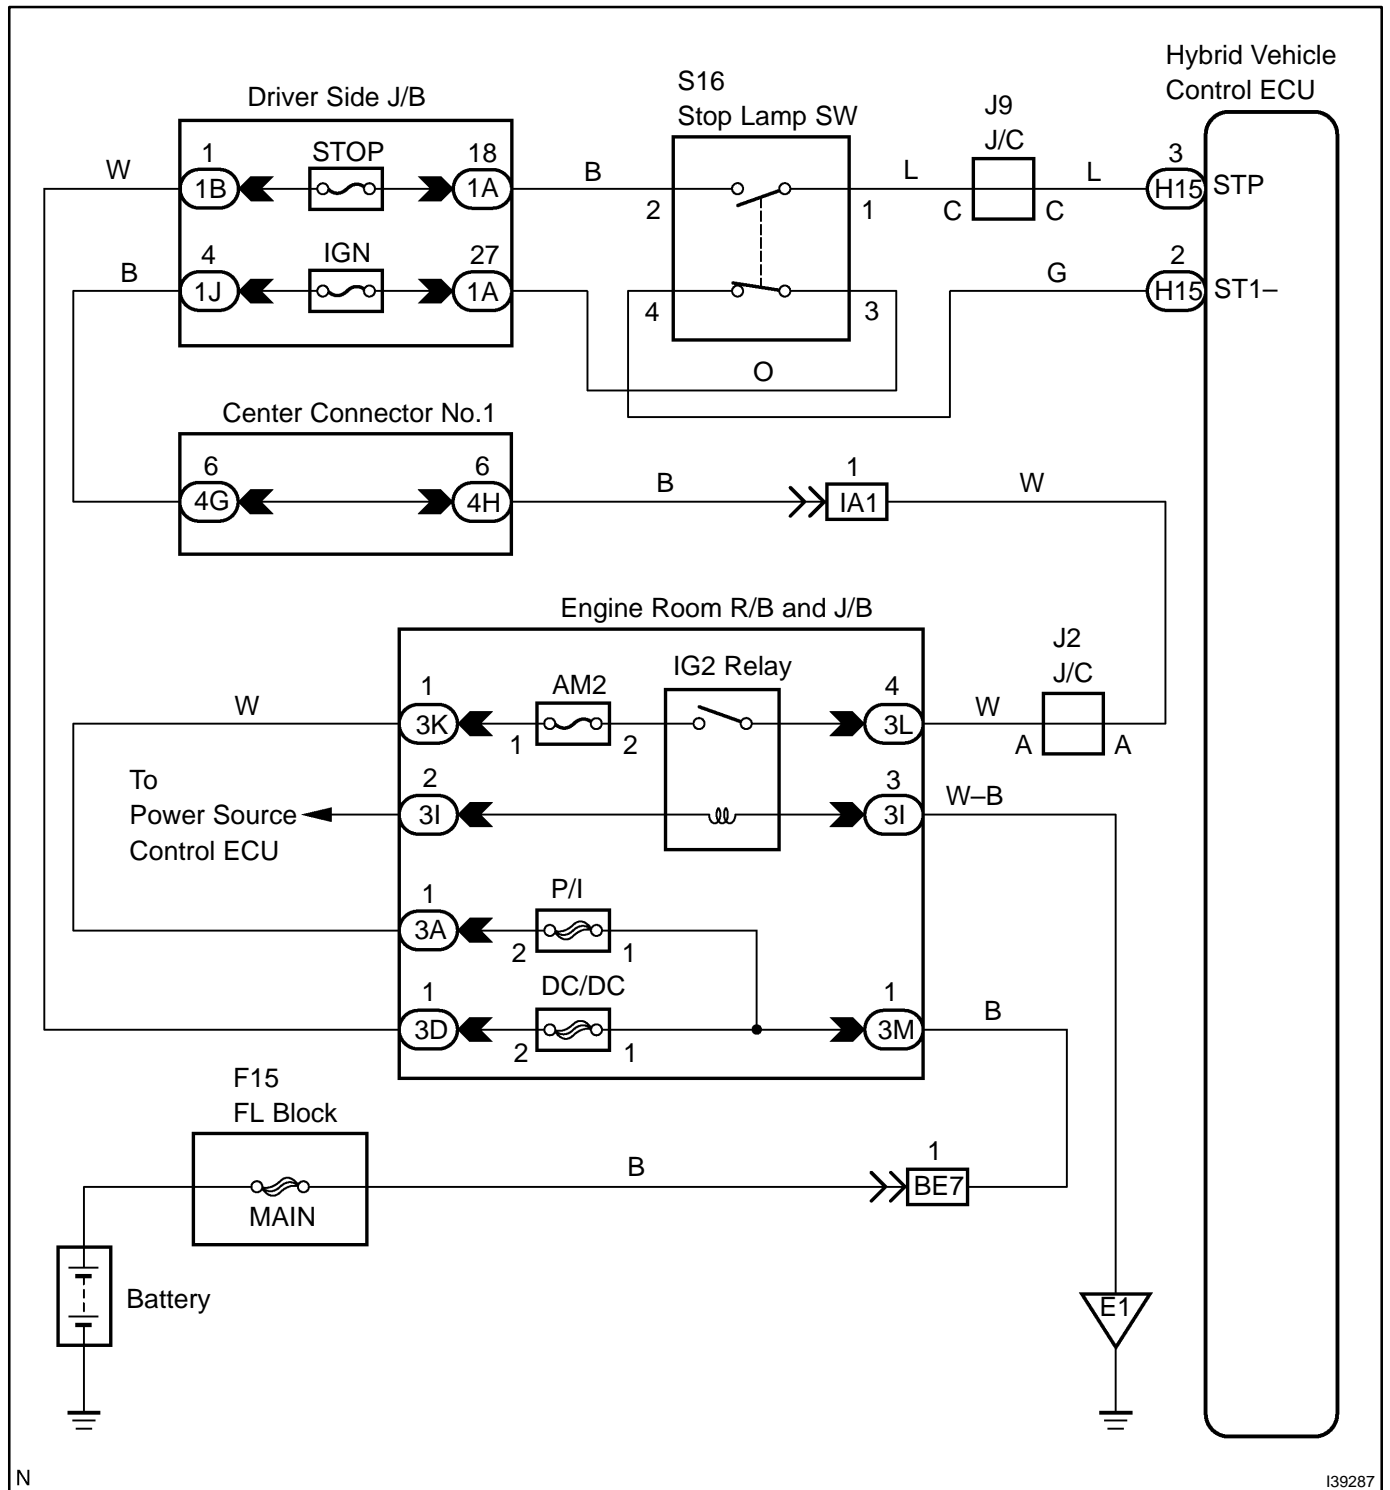 Hybrid Vehicle
Control ECU
S16
Stop Lamp SW
J9
J/C
Driver Side J/B
1
STOP
18
W
1B
1A
B
2
1
L
C
C
L
3
H15
STP
4
IGN
27
B
1J
1A
4
3
G
2
H15
ST1–
O
Center Connector No.1
6
6
4G
4H
B
1
IA1
W
Engine Room R/B and J/B
J2
J/C
IG2 Relay
W
1
3K
AM2
1
2
4
3L
W
A
A
To
Power Source
Control ECU
2
3I
3
3I
W–B
1
3A
P/I
2
1
1
3D
DC/DC
2
1
1
3M
B
F15
FL Block
MAIN
B
1
BE7
Battery
E1
N
I39287